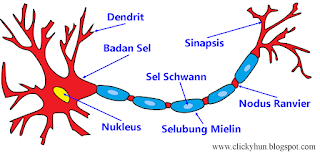 Dendrit
Badan Sel
Sinapsis
Sel Schwann
Nodus Ranvier
Nukleus
Selubung Mielin
www.clickyhun.blogspot.com